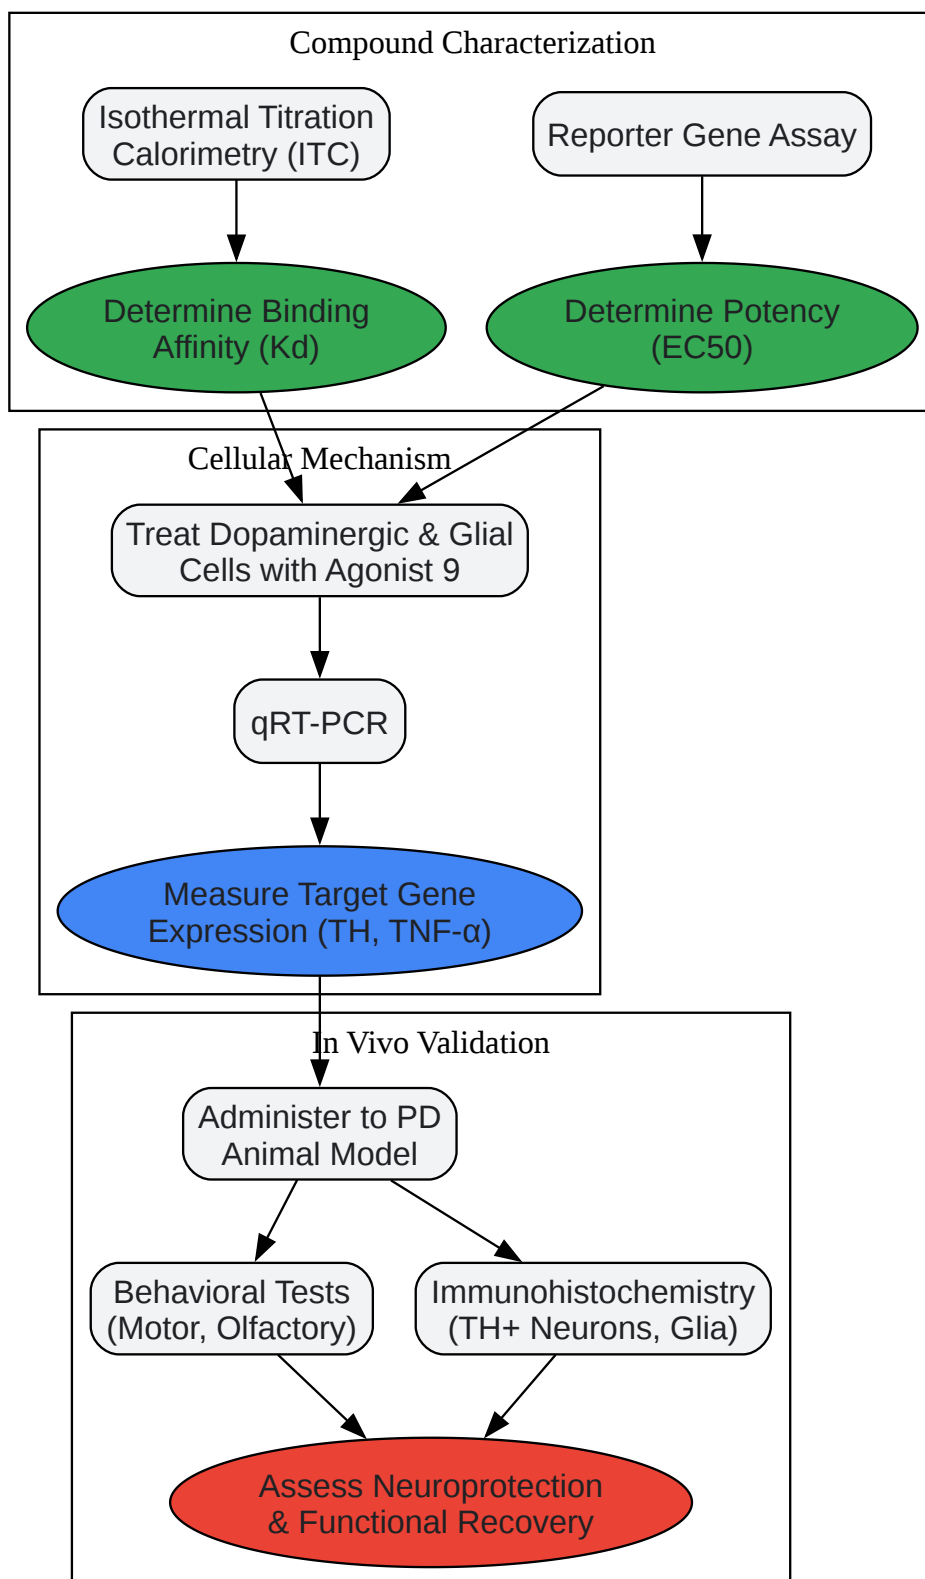 Compound Characterization
Isothermal Titration
Calorimetry (ITC)
Reporter Gene Assay
Determine Binding
Affinity (Kd)
Determine Potency
(EC50)
Cellular Mechanism
Treat Dopaminergic & Glial
Cells with Agonist 9
qRT-PCR
Measure Target Gene
Expression (TH, TNF-α)
In Vivo Validation
Administer to PD
Animal Model
Behavioral Tests
(Motor, Olfactory)
Immunohistochemistry
(TH+ Neurons, Glia)
Assess Neuroprotection
& Functional Recovery